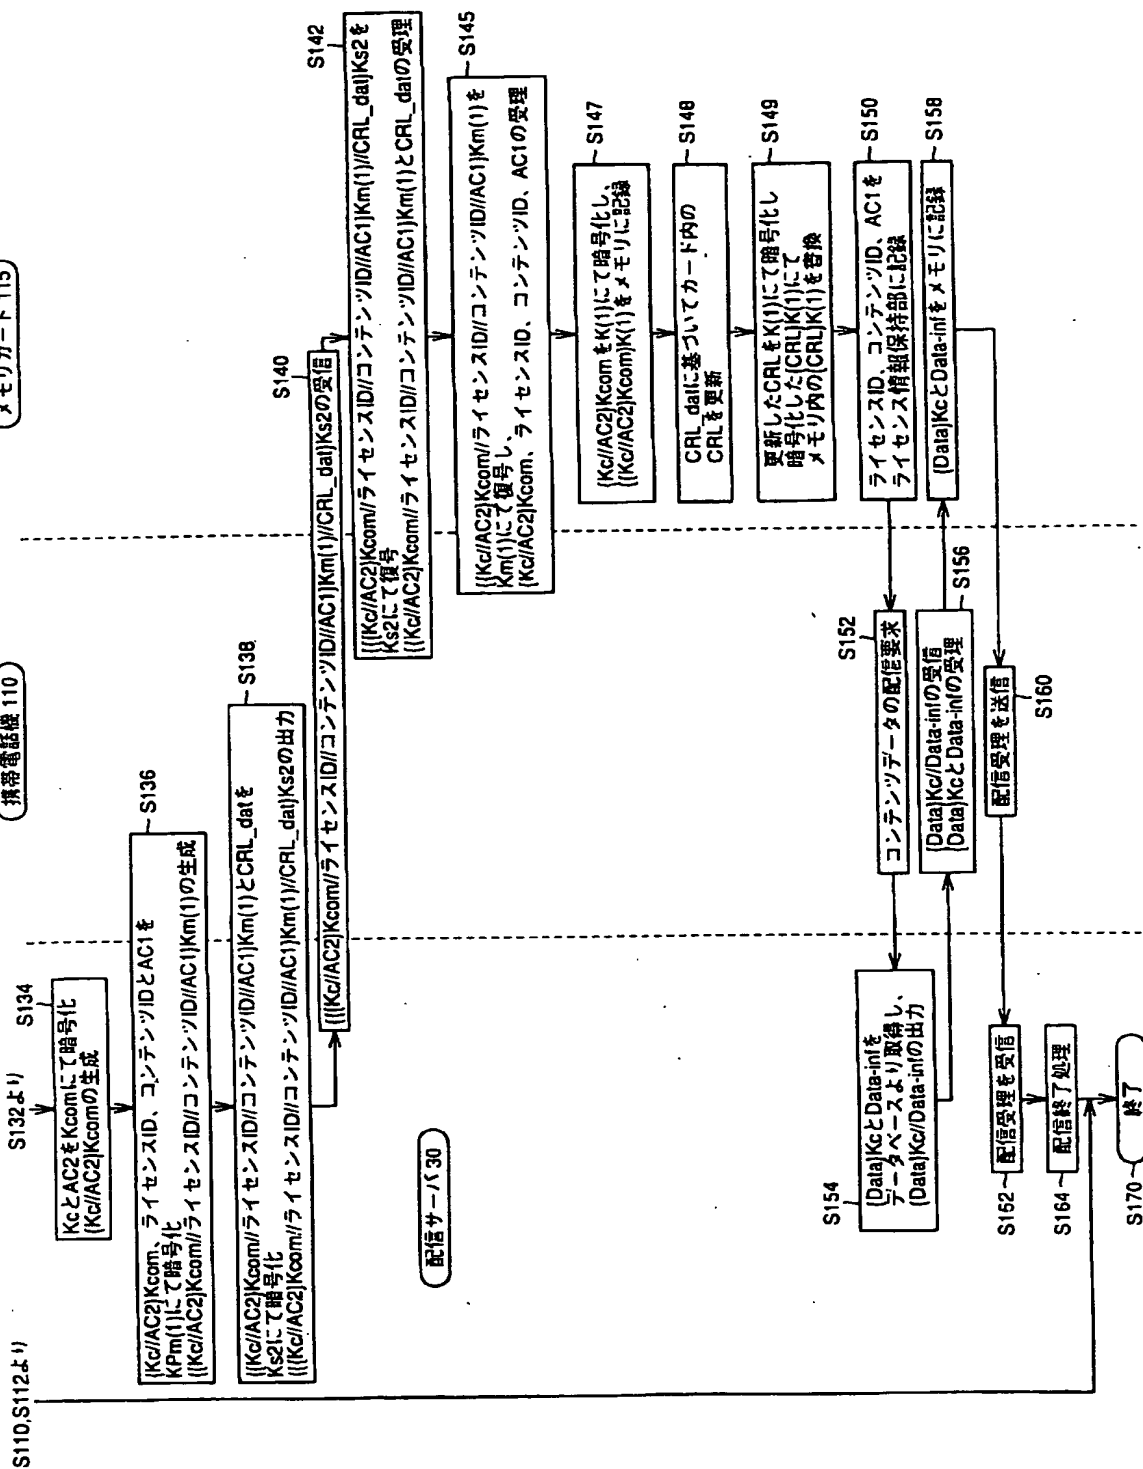 S110,S112より
S132より
S134
KcとAC2をKcomにて暗号化
{Kc//AC2}Kcomの生成
S136
{Kc//AC2}Kcom、ライセンスID、コンテンツIDとAC1を
KPm(1)にて暗号化
{{Kc//AC2}Kcom//ライセンスID//コンテンツID//AC1}Km(1)の生成
S138
{{Kc//AC2}Kcom//ライセンスID//コンテンツID//AC1}Km(1)とCRL_datを
Ks2にて暗号化
{{{Kc//AC2}Kcom//ライセンスID//コンテンツID//AC1}Km(1)//CRL_dat}Ks2の出力
配信サーバ 30
携帯電話機 110
メモリカード 115
S140
{{{Kc//AC2}Kcom//ライセンスID//コンテンツID//AC1}Km(1)/CRL_dat}Ks2の受信
S142
{{{Kc//AC2}Kcom//ライセンスID//コンテンツID//AC1}Km(1)//CRL_dat}Ks2を
Ks2にて復号
{{Kc//AC2}Kcom//ライセンスID//コンテンツID//AC1}Km(1)とCRL_datの受理
S145
{{Kc//AC2}Kcom//ライセンスID//コンテンツID//AC1}Km(1)を
Km(1)にて復号し、
{Kc//AC2}Kcom、ライセンスID、コンテンツID、AC1の受理
S147
{Kc//AC2}KcomをK(1)にて暗号化し、
{{Kc//AC2}Kcom}K(1)をメモリに記録
S148
CRL_datに基づいてカード内の
CRLを更新
S149
更新したCRLをK(1)にて暗号化し
暗号化した{CRL}K(1)にて
メモリ内の{CRL}K(1)を書換
S150
ライセンスID、コンテンツID、AC1を
ライセンス情報保持部に記録
S152
コンテンツデータの配信要求
S154
{Data}KcとData-infを
データベースより取得し、
{Data}Kc//Data-infの出力
S156
{Data}Kc//Data-infの受信
{Data}KcとData-infの受理
S158
{Data}KcとData-infをメモリに記録
S160
配信受理を送信
S162
配信受理を受信
S164
配信終了処理
S170
終了